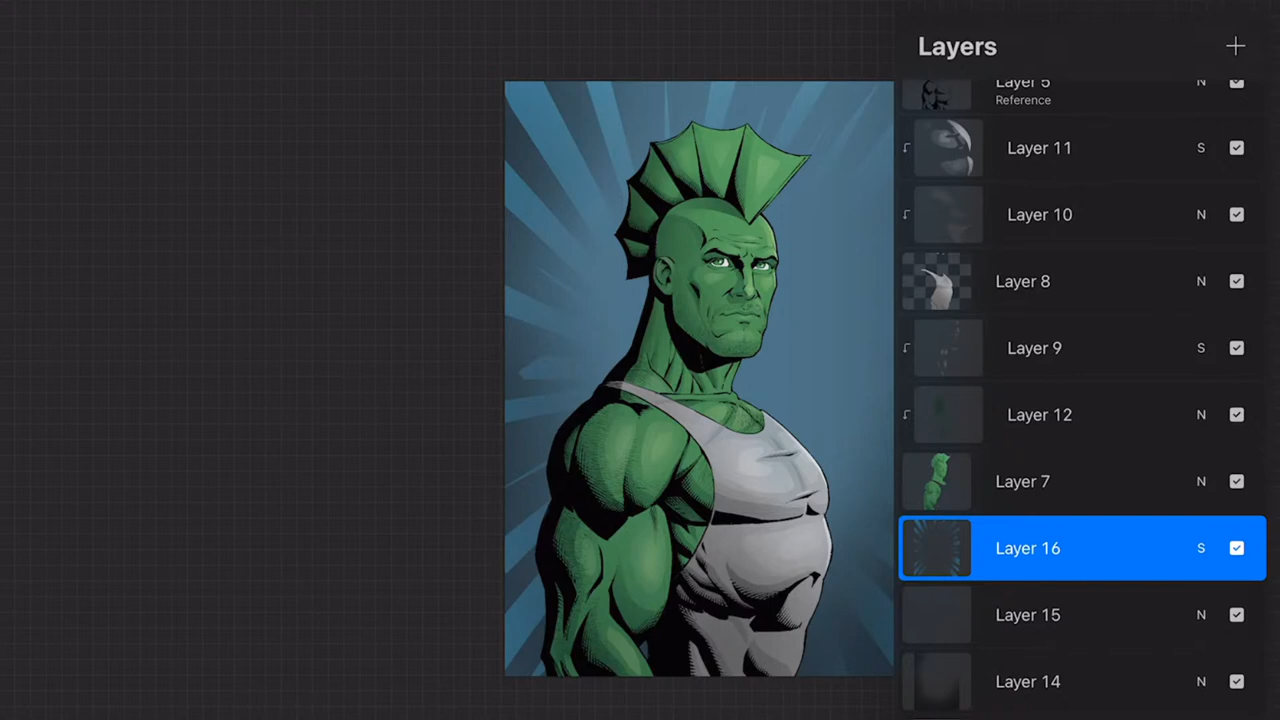 Layers
Layer 5 N
Reference
Layer 11 S
Layer 10 N
Layer 8 N
Layer 9 S
Layer 12 N
Layer 7 N
Layer 16 S
Layer 15 N
Layer 14 N